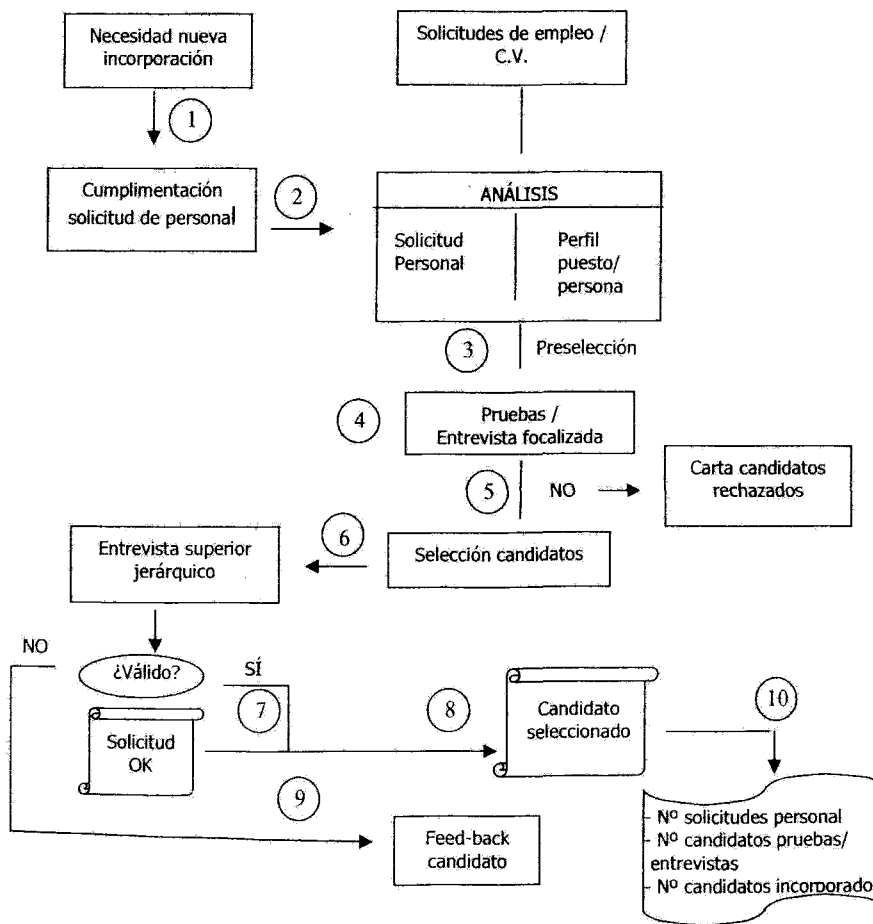 Necesidad nueva
incorporación
Solicitudes de empleo /
C.V.
1
Cumplimentación
solicitud de personal
2
ANÁLISIS
Solicitud
Personal
Perfil
puesto/
persona
3
Preselección
4
Pruebas /
Entrevista focalizada
5
NO
Carta candidatos
rechazados
Entrevista superior
jerárquico
6
Selección candidatos
NO
¿Válido?
SÍ
7
Solicitud
OK
8
Candidato
seleccionado
10
9
Feed-back
candidato
- Nº solicitudes personal
- Nº candidatos pruebas/
entrevistas
- Nº candidatos incorporado